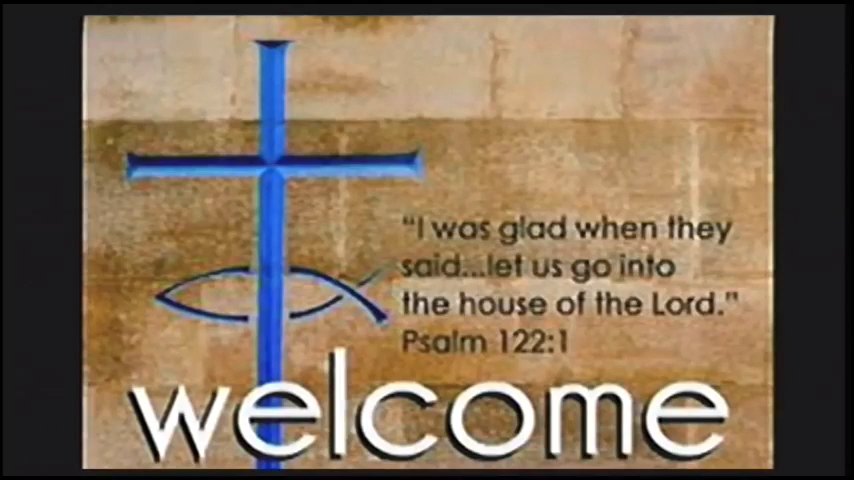 "I was glad when they
said...let us go into
the house of the Lord."
Psalm 122:1
welcome